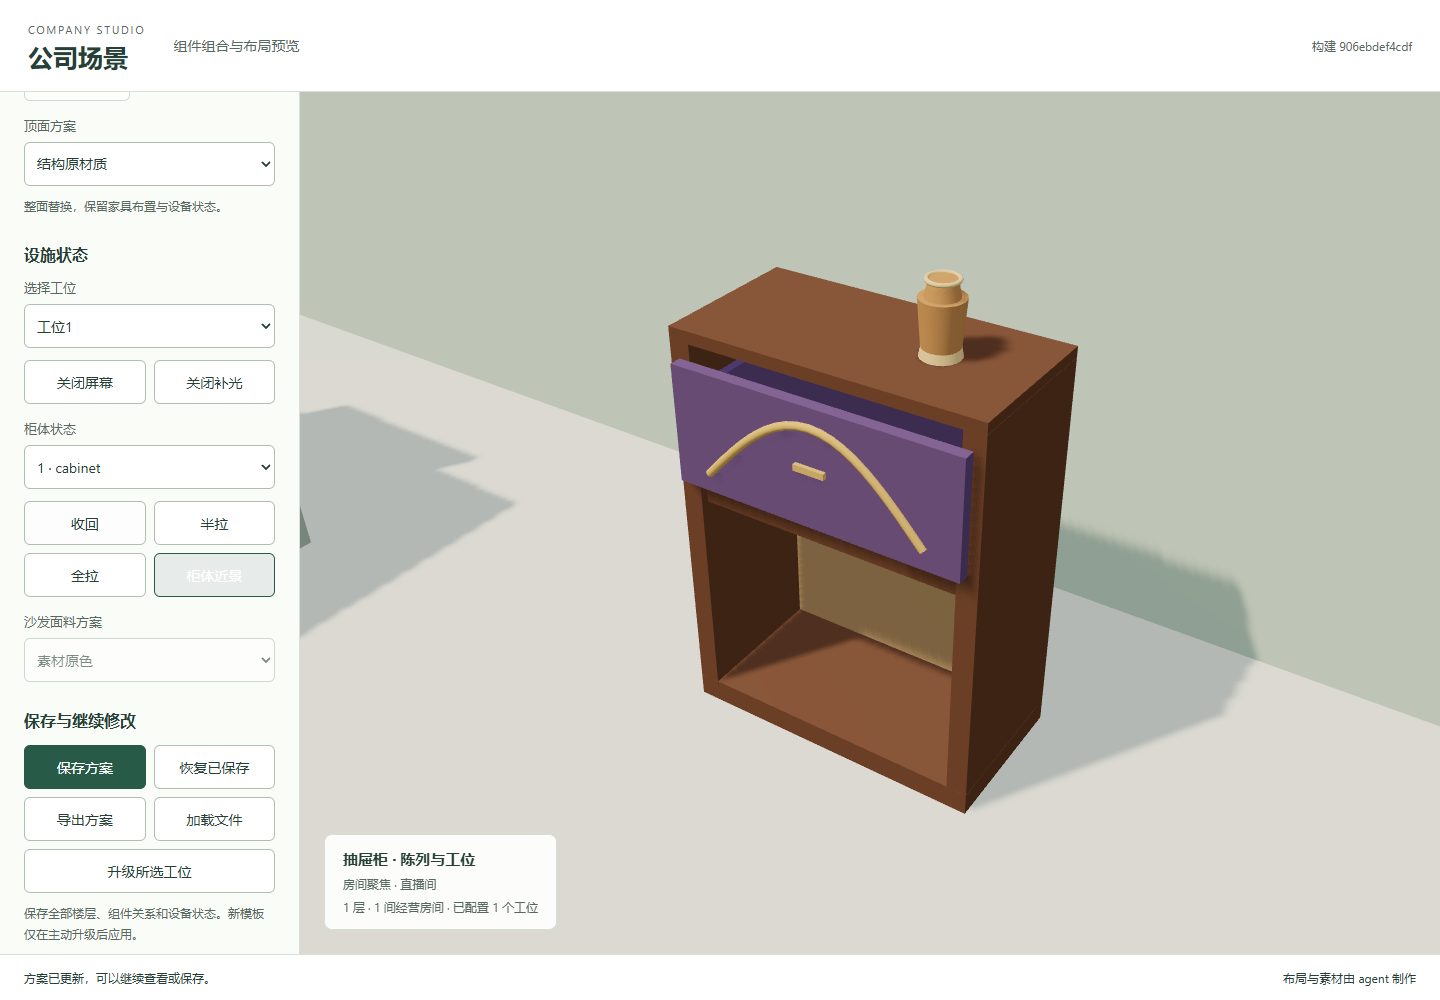 COMPANY STUDIO
公司场景
组件组合与布局预览
构建 906ebdef4cdf
顶面方案
结构原材质
整面替换，保留家具布置与设备状态。
设施状态
选择工位
工位1
关闭屏幕
关闭补光
柜体状态
1 · cabinet
收回
半拉
全拉
柜体近景
沙发面料方案
素材原色
保存与继续修改
保存方案
恢复已保存
导出方案
加载文件
升级所选工位
保存全部楼层、组件关系和设备状态。新模板
仅在主动升级后应用。
抽屉柜 · 陈列与工位
房间聚焦 · 直播间
1 层 · 1 间经营房间 · 已配置 1 个工位
方案已更新，可以继续查看或保存。
布局与素材由 agent 制作